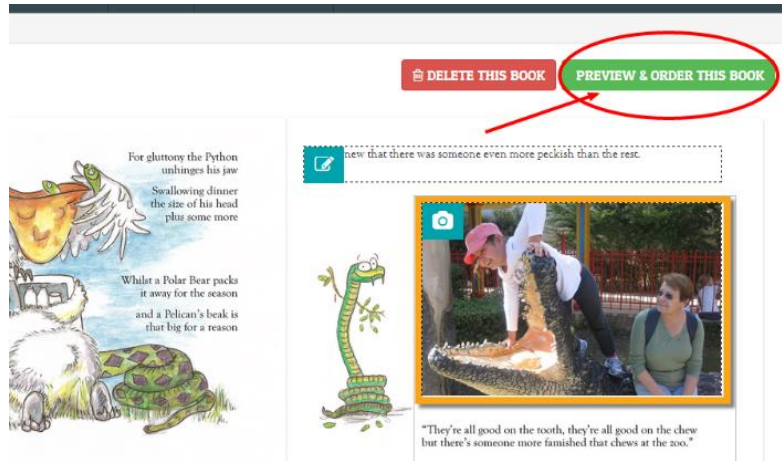 DELETE THIS BOOK
PREVIEW & ORDER THIS BOOK
For gluttony the Python
unhinges his jaw
Swallowing dinner
the size of his head
plus some more
Whilst a Polar Bear packs
it away for the season
and a Pelican's beak is
that big for a reason
new that there was someone even more peckish than the rest.
"They're all good on the tooth, they're all good on the chew
but there's someone more famished that chews at the zoo."